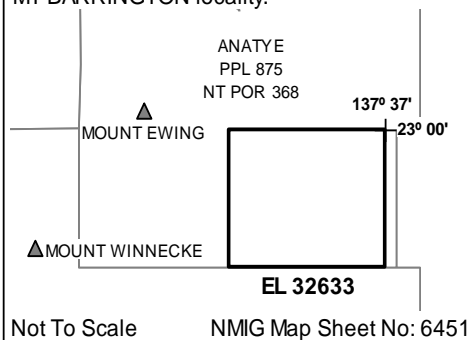 MT BARRINGTON locality.
ANATYE
PPL 875
NT POR 368
137º 37'
MOUNT EWING
23º 00'
MOUNT WINNECKE
EL 32633
Not To Scale
NMIG Map Sheet No: 6451